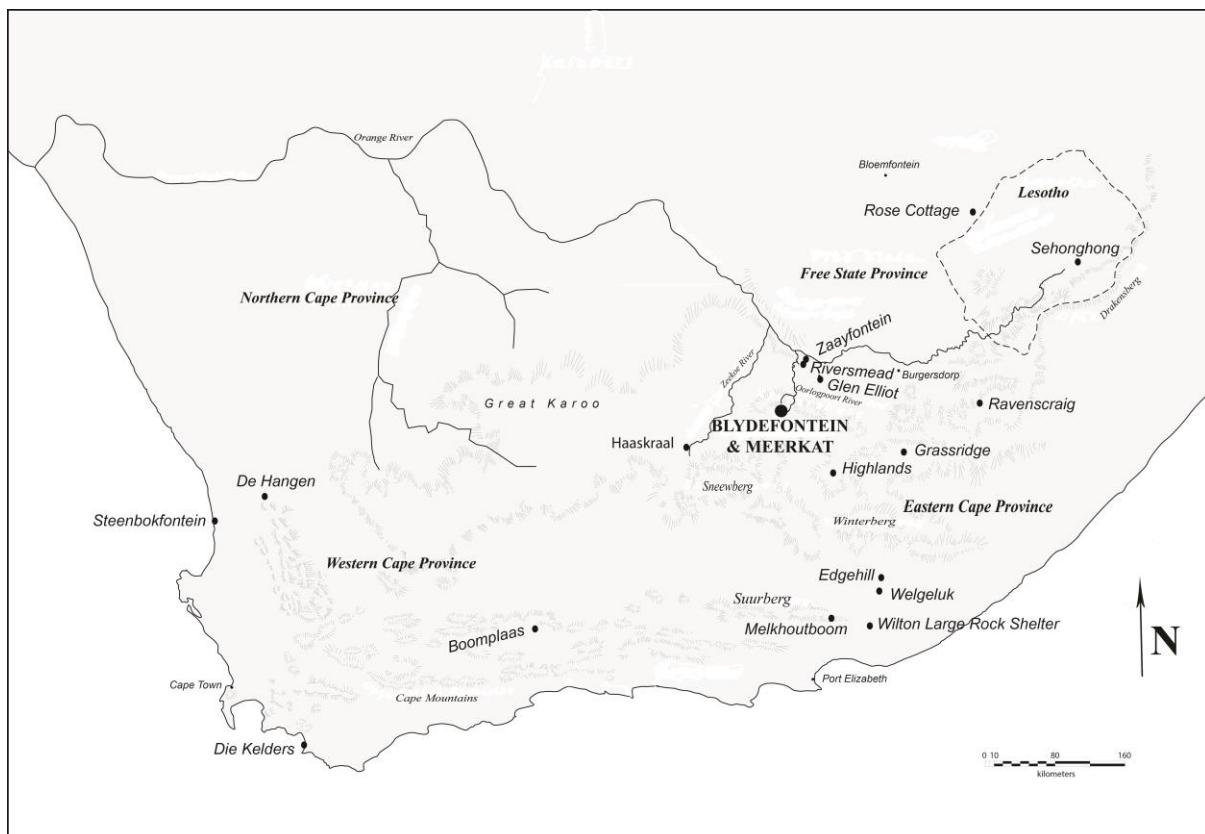 Orange River
Bloemfontein
Lesotho
Rose Cottage
Sehonghong
Free State Province
Northern Cape Province
Drakensberg
Zaayfontein
Zeekoe River
Riversmead
Burgersdorp
Glen Elliot
Oorlogpoort River
Great Karoo
Ravenscraig
BLYDEFONTEIN
& MEERKAT
Haaskraal
Grassridge
Highlands
De Hangen
Sneewberg
Steenbokfontein
Winterberg
Eastern Cape Province
Western Cape Province
Edgehill
Welgeluk
Suurberg
Melkhoutboom
Wilton Large Rock Shelter
Boomplaas
N
Cape Town
Port Elizabeth
Cape Mountains
Die Kelders
0 10 80 160
kilometers